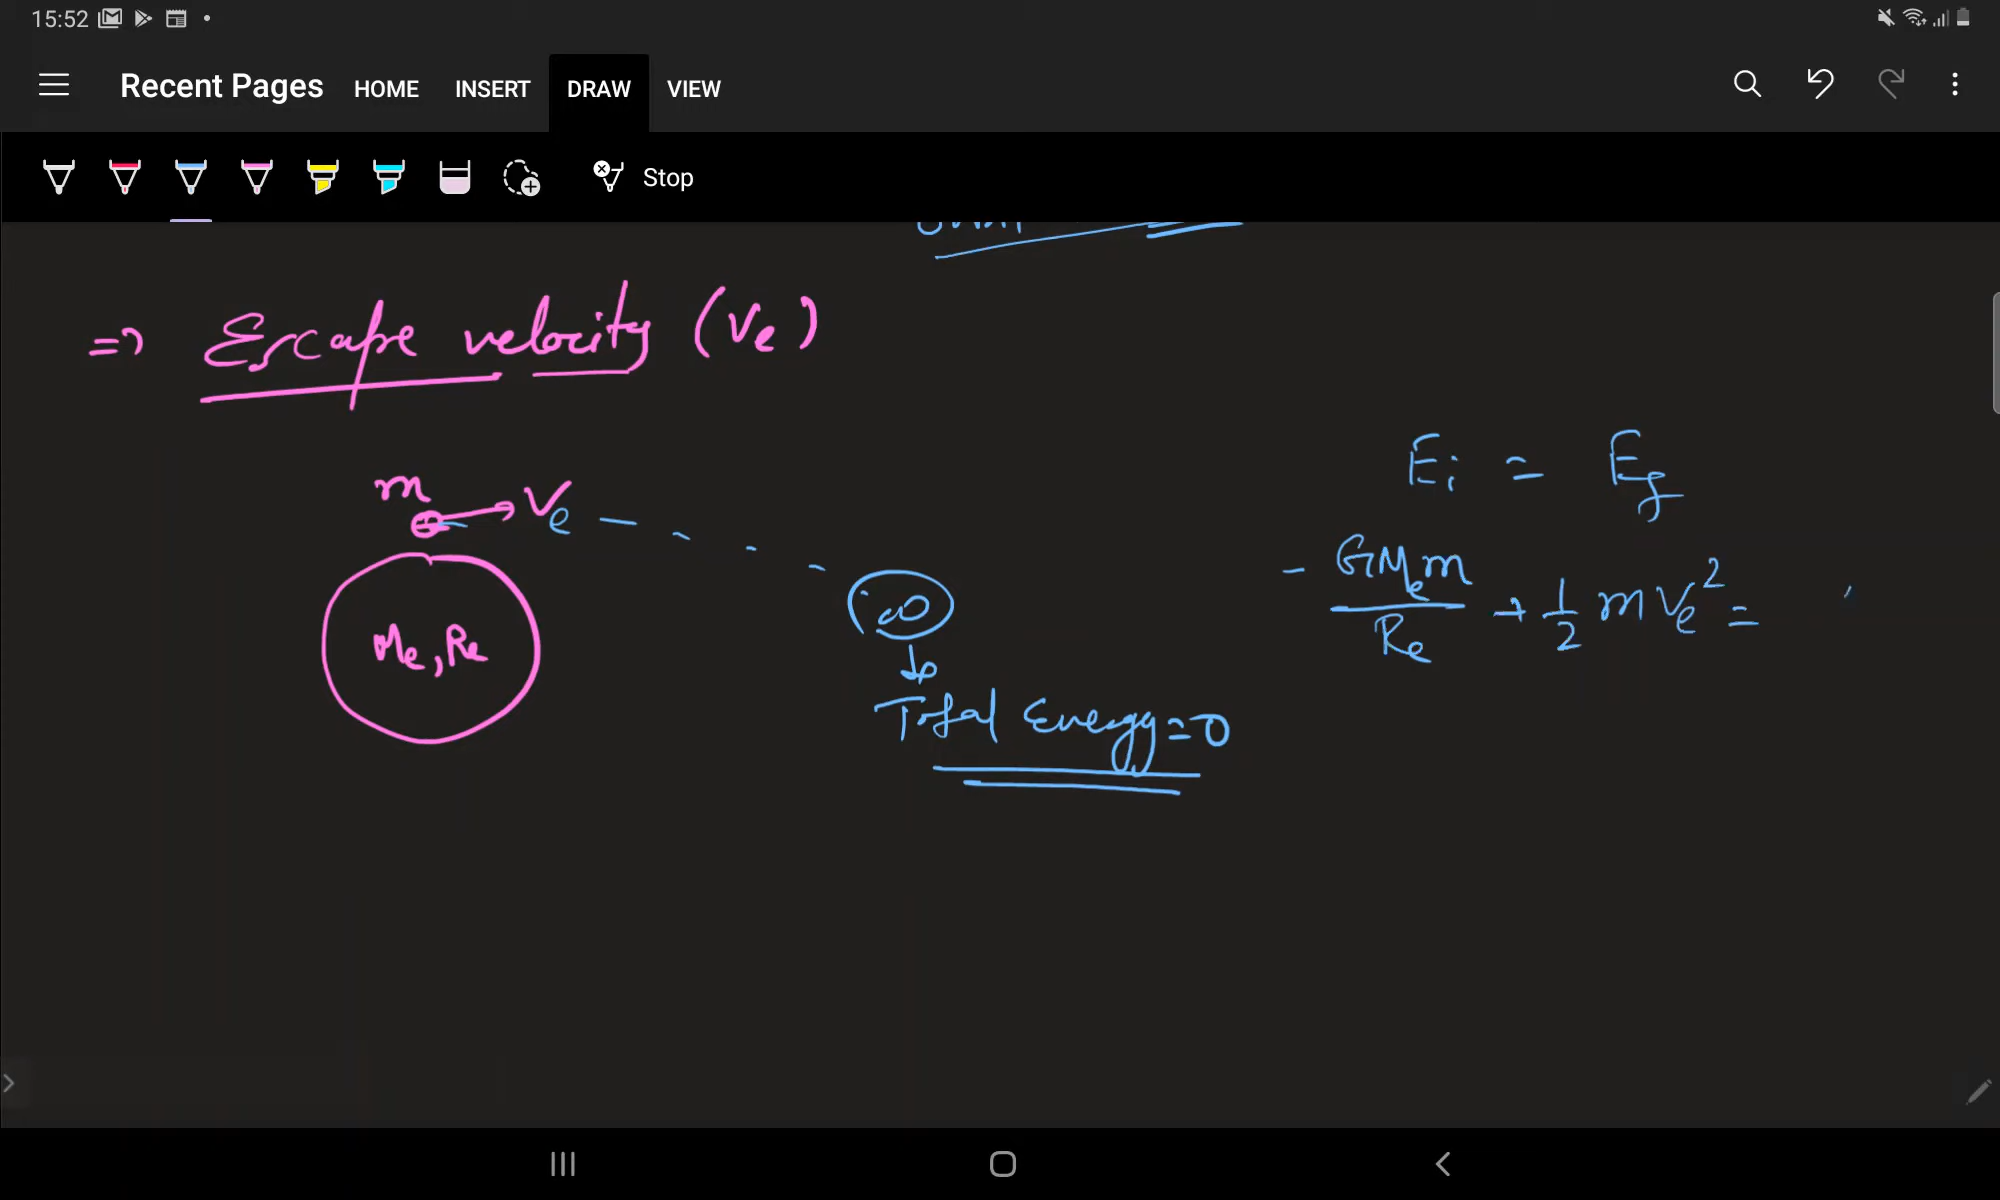 15:52
Recent Pages HOME INSERT DRAW VIEW
Stop
=> Escape velocity (Ve)
m Ve
Me, Re
∞
Total Energy = 0
Ei = Ef
- GMem/Re + 1/2 mVe² =